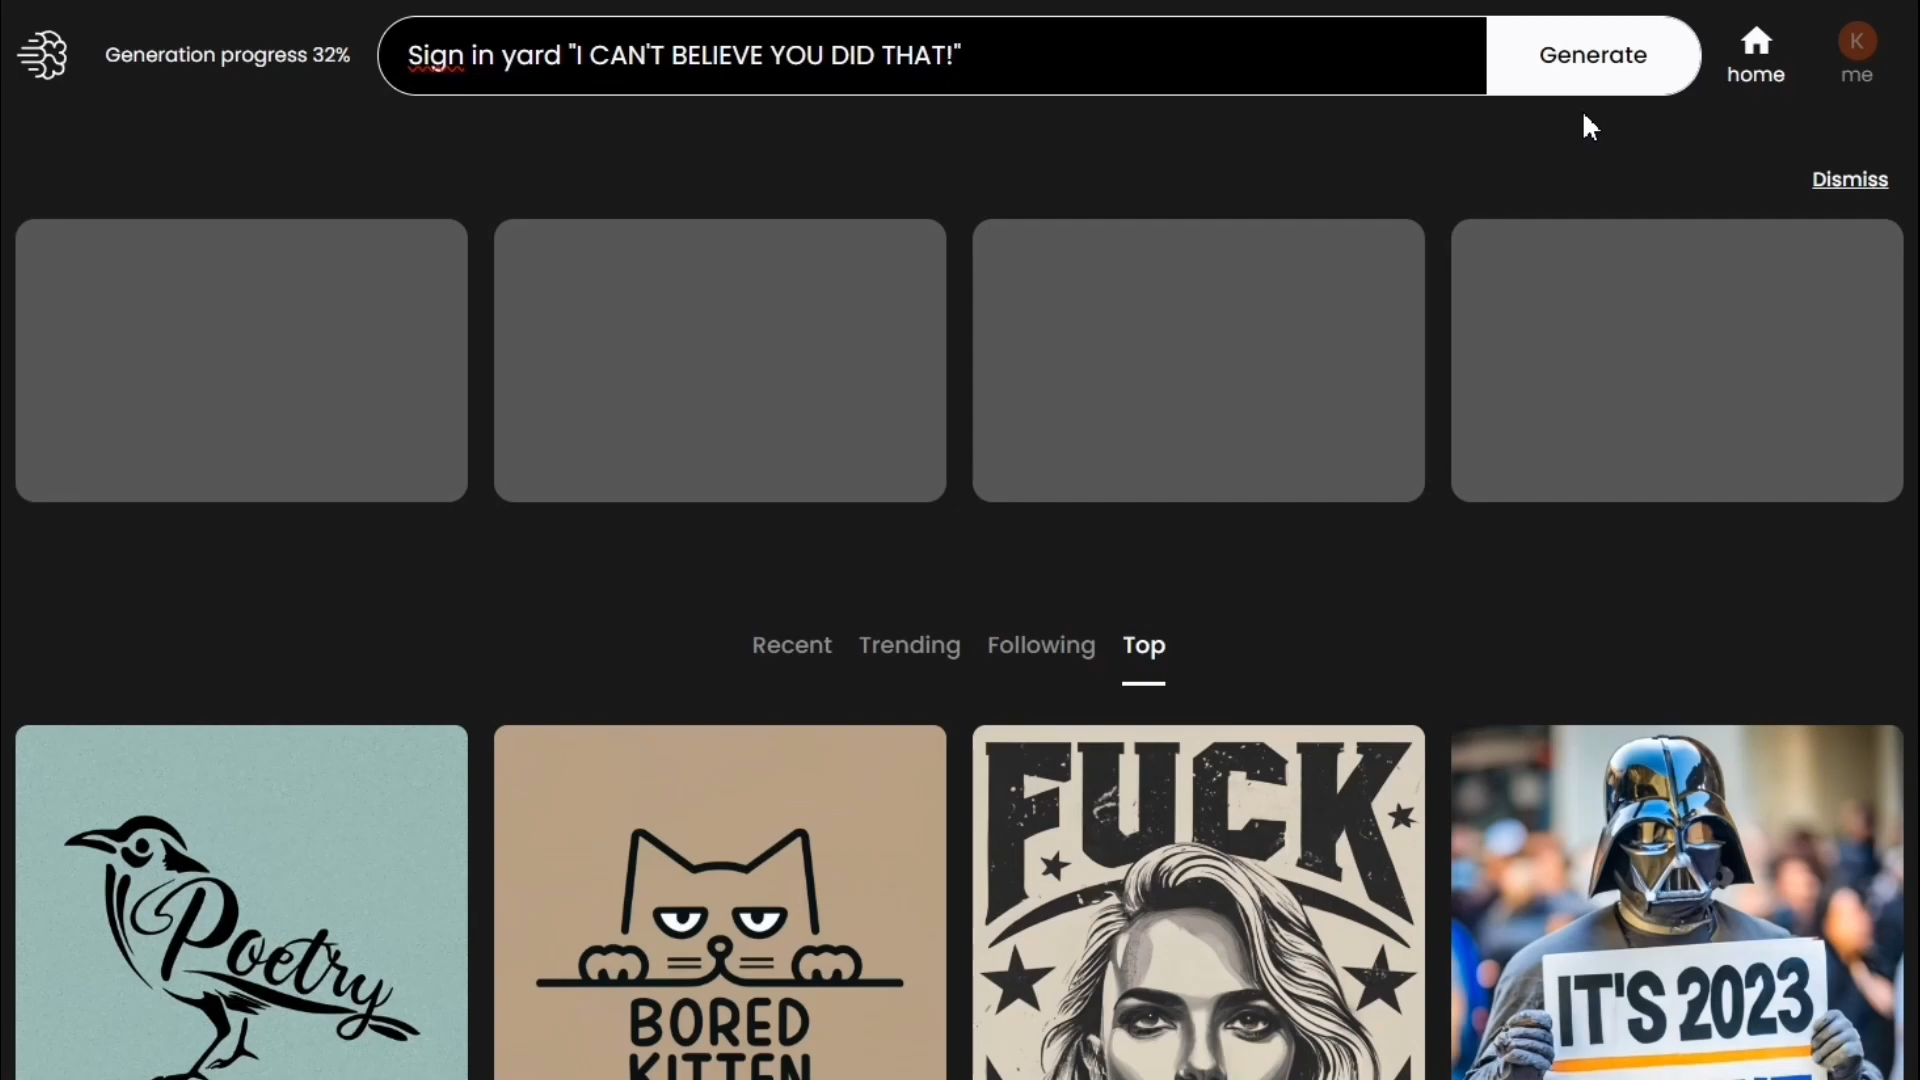 Generation progress 32%
Sign in yard "I CAN'T BELIEVE YOU DID THAT!"
Generate
home
K
me
Dismiss
Recent
Trending
Following
Top
Poetry
BORED
KITTEN
FUCK
IT'S 2023